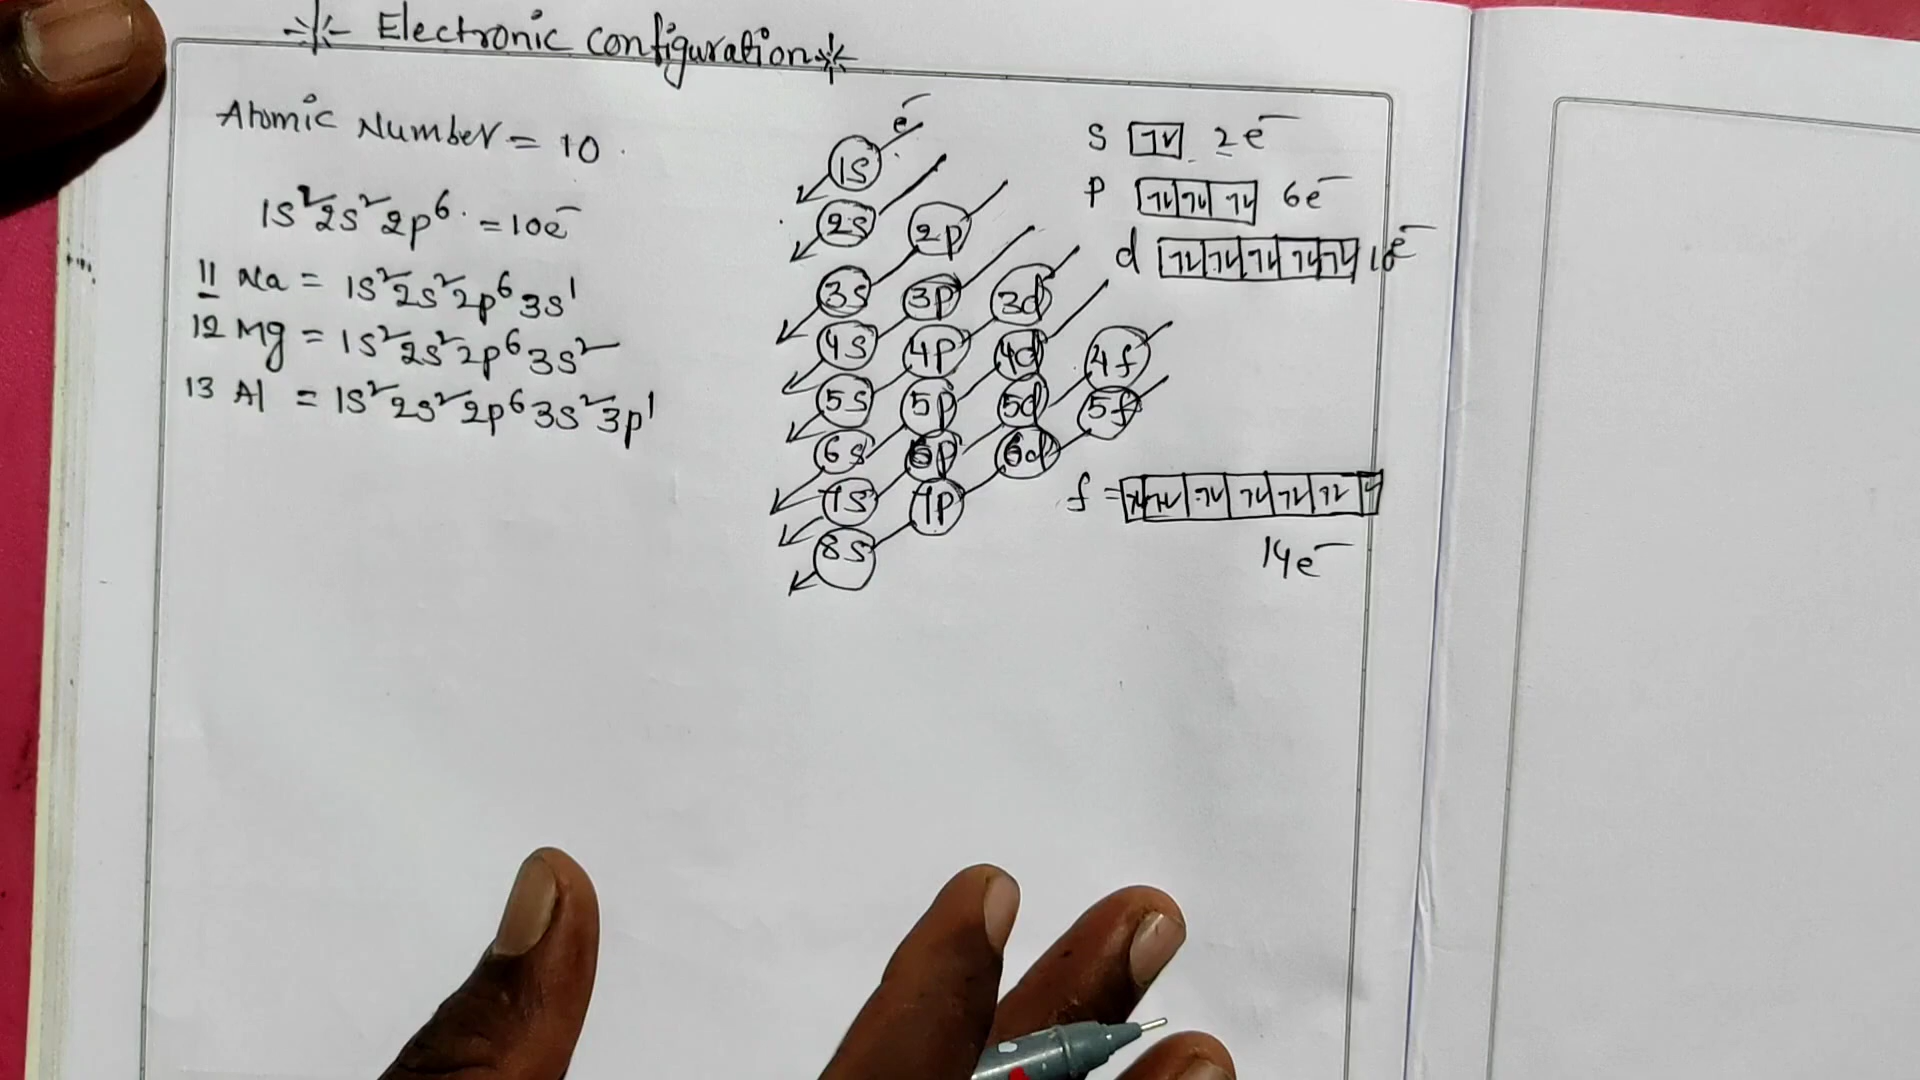 Electronic configuration
Atomic Number = 10
1s² 2s² 2p⁶ = 10e⁻
11 Na = 1s² 2s² 2p⁶ 3s¹
12 Mg = 1s² 2s² 2p⁶ 3s²
13 Al = 1s² 2s² 2p⁶ 3s² 3p¹
e⁻
1s
2s 2p
3s 3p 3d
4s 4p 4d 4f
5s 5p 5d 5f
6s 6p 6d
7s 7p
8s
s 2e⁻
p 6e⁻
d 10e⁻
f =
14e⁻